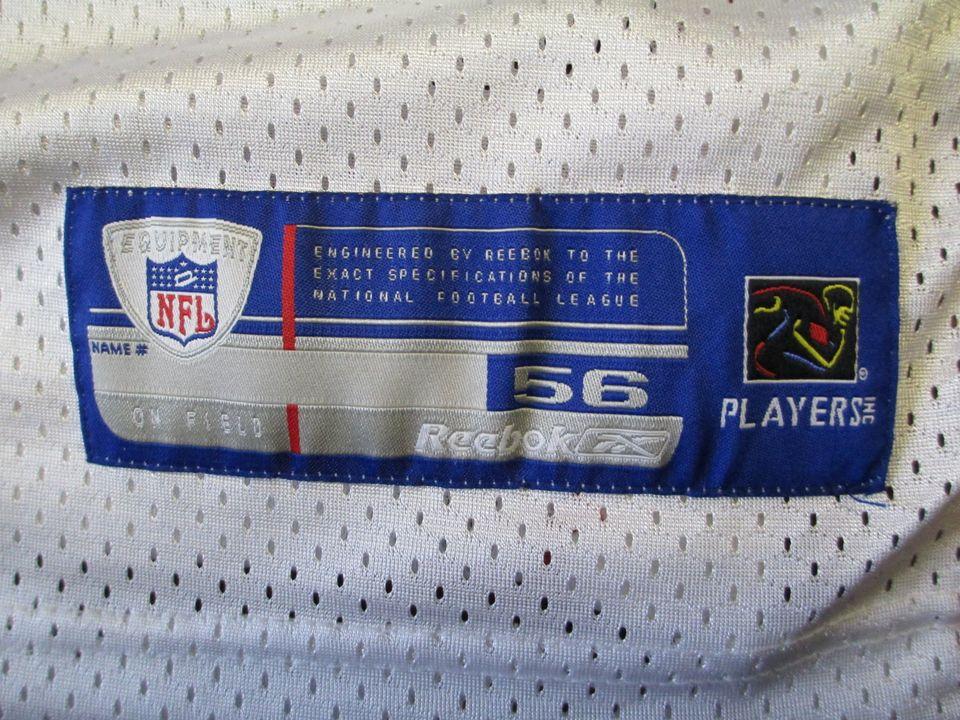 EQUIPMENT
NFL
ENGINEERED BY REEBOK TO THE
EXACT SPECIFICATIONS OF THE
NATIONAL FOOTBALL LEAGUE
NAME #
56
ON FIELD
Reebok
©
PLAYERS INC